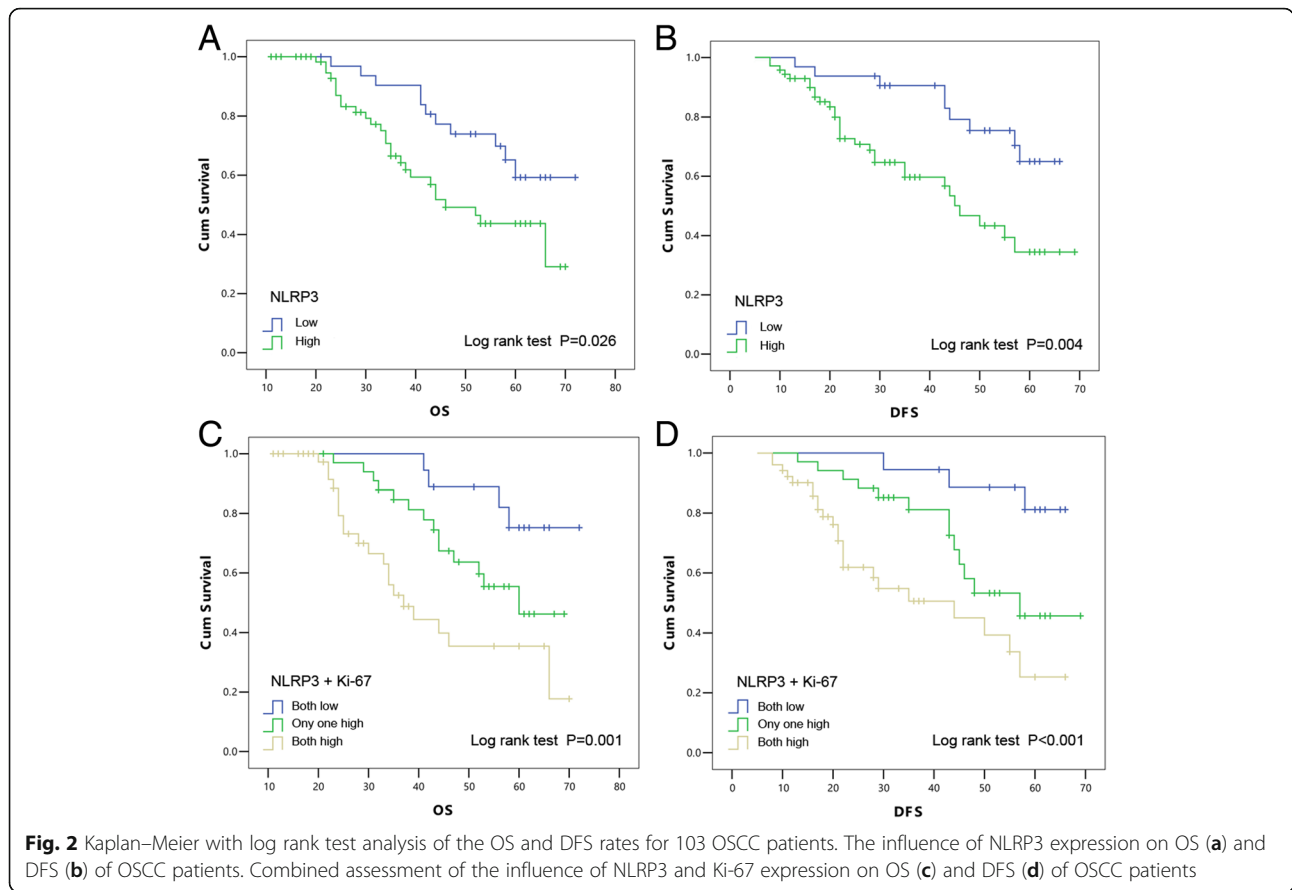 A
1.0
0.8
0.6
0.4
0.2
0.0
Cum Survival
NLRP3
Low
High
Log rank test P=0.026
10 20 30 40 50 60 70 80
OS
B
1.0
0.8
0.6
0.4
0.2
0.0
Cum Survival
NLRP3
Low
High
Log rank test P=0.004
0 10 20 30 40 50 60 70
DFS
C
1.0
0.8
0.6
0.4
0.2
0.0
Cum Survival
NLRP3 + Ki-67
Both low
Ony one high
Both high
Log rank test P=0.001
10 20 30 40 50 60 70 80
OS
D
1.0
0.8
0.6
0.4
0.2
0.0
Cum Survival
NLRP3 + Ki-67
Both low
Ony one high
Both high
Log rank test P<0.001
0 10 20 30 40 50 60 70
DFS
Fig. 2 Kaplan–Meier with log rank test analysis of the OS and DFS rates for 103 OSCC patients. The influence of NLRP3 expression on OS (a) and
DFS (b) of OSCC patients. Combined assessment of the influence of NLRP3 and Ki-67 expression on OS (c) and DFS (d) of OSCC patients